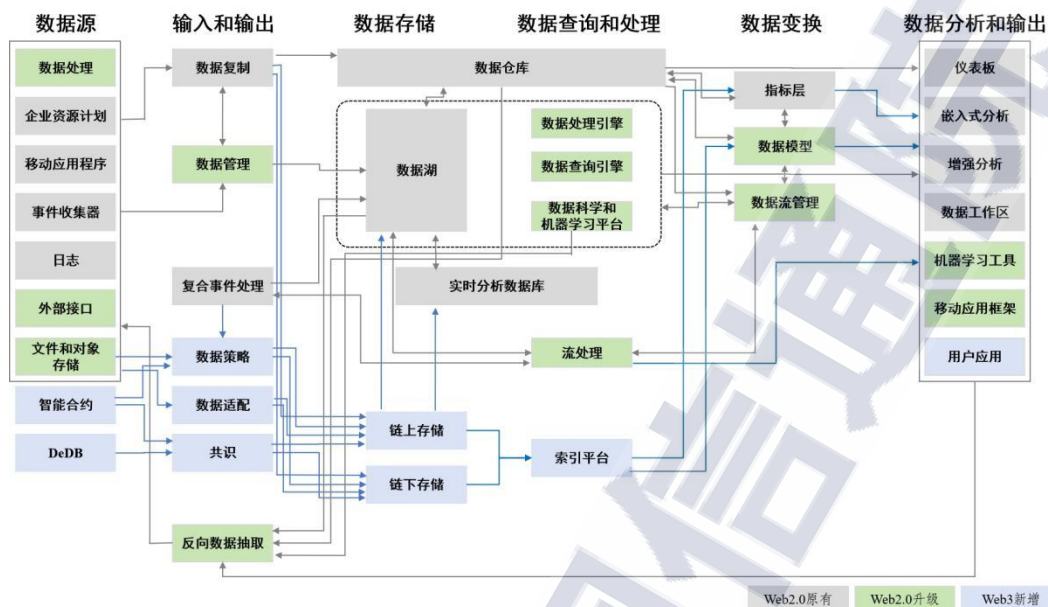 数据源
输入和输出
数据存储
数据查询和处理
数据变换
数据分析和输出
数据处理
企业资源计划
移动应用程序
事件收集器
日志
外部接口
文件和对象
存储
智能合约
DeDB
数据复制
数据管理
复合事件处理
数据策略
数据适配
共识
反向数据抽取
数据仓库
数据湖
实时分析数据库
链上存储
链下存储
数据处理引擎
数据查询引擎
数据科学和
机器学习平台
流处理
索引平台
指标层
数据模型
数据流管理
仪表板
嵌入式分析
增强分析
数据工作区
机器学习工具
移动应用框架
用户应用
Web2.0原有
Web2.0升级
Web3新增